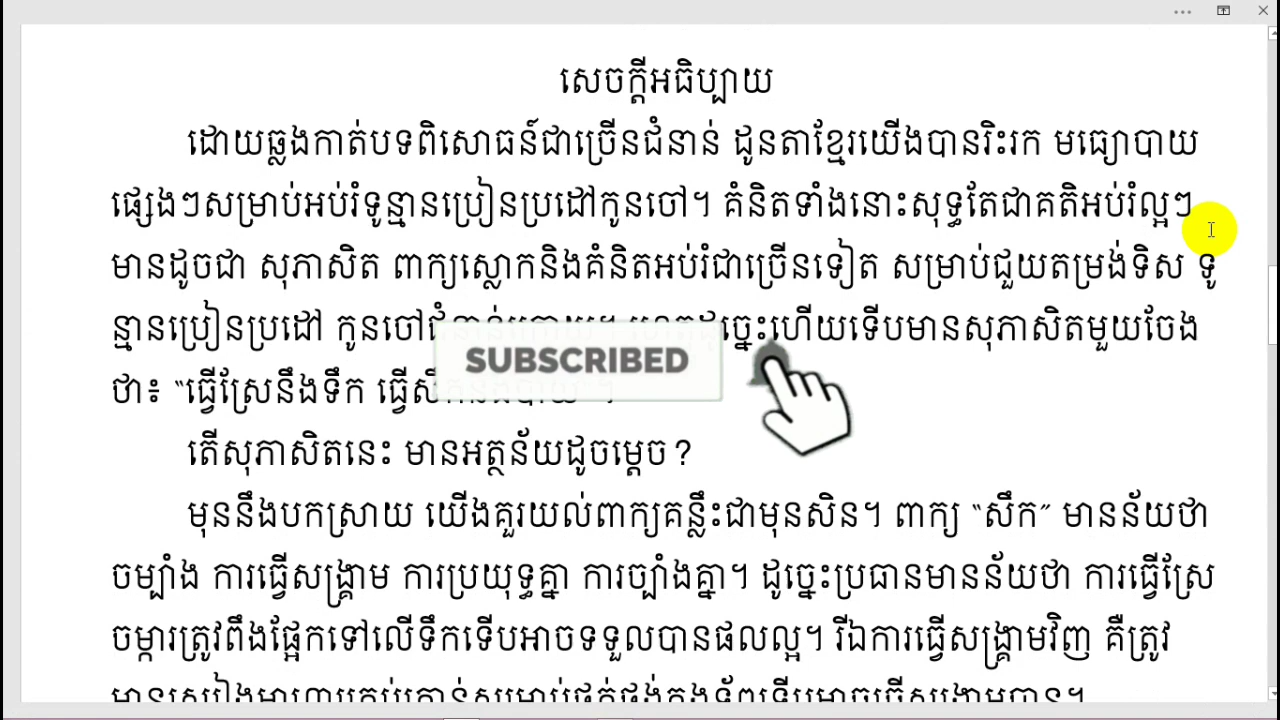 សេចក្តីអធិប្បាយ
ដោយឆ្លងកាត់បទពិសោធន៍ជាច្រើនជំនាន់ ដូនតាខ្មែរយើងបានរិះរក មធ្យោបាយ
ផ្សេងៗសម្រាប់អប់រំទូន្មានប្រៀនប្រដៅកូនចៅ។ គំនិតទាំងនោះសុទ្ធតែជាគតិអប់រំល្អៗ
មានដូចជា សុភាសិត ពាក្យស្លោកនិងគំនិតអប់រំជាច្រើនទៀត សម្រាប់ជួយតម្រង់ទិស ទូ
ន្មានប្រៀនប្រដៅ កូនចៅជំនាន់ក្រោយ។ ហេតុដូច្នេះហើយទើបមានសុភាសិតមួយចែង
ថា៖ “ធ្វើស្រែនឹងទឹក ធ្វើសឹកនឹងបាយ”។
SUBSCRIBED
តើសុភាសិតនេះ មានអត្ថន័យដូចម្តេច?
មុននឹងបកស្រាយ យើងគួរយល់ពាក្យគន្លឹះជាមុនសិន។ ពាក្យ “សឹក” មានន័យថា
ចម្បាំង ការធ្វើសង្គ្រាម ការប្រយុទ្ធគ្នា ការច្បាំងគ្នា។ ដូច្នេះប្រធានមានន័យថា ការធ្វើស្រែ
ចម្ការត្រូវពឹងផ្អែកទៅលើទឹកទើបអាចទទួលបានផលល្អ។ រីឯការធ្វើសង្គ្រាមវិញ គឺត្រូវ